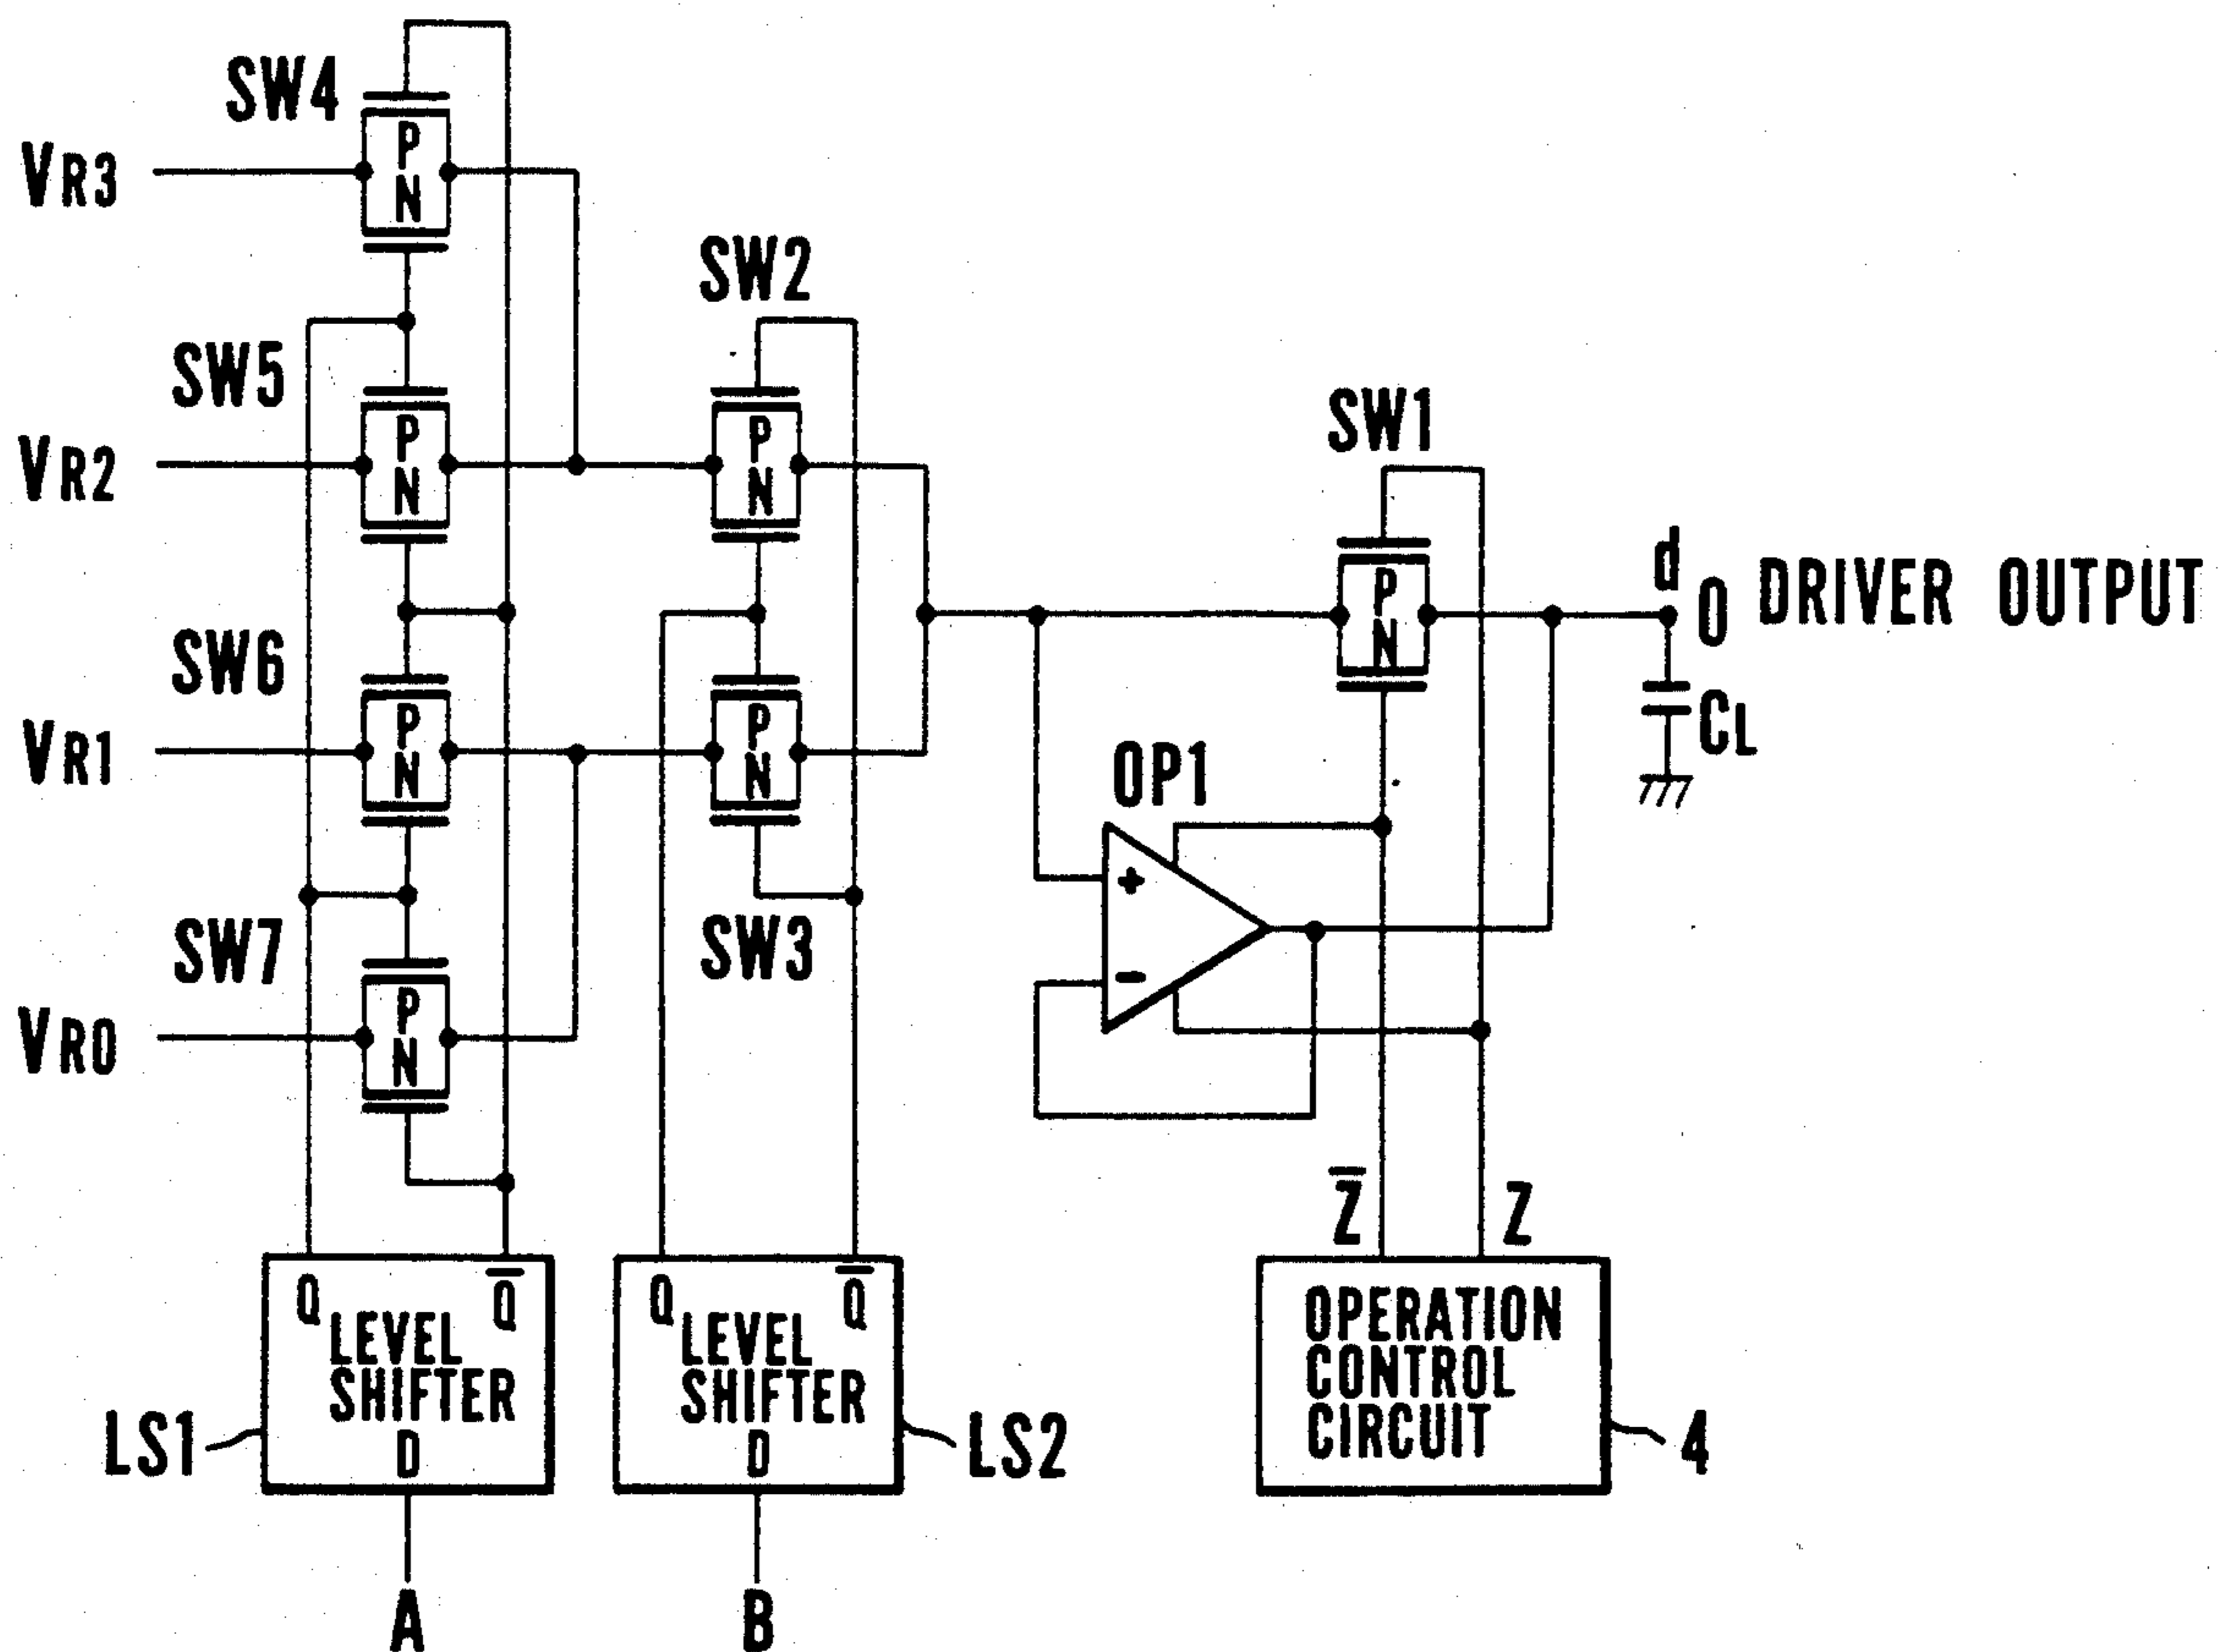 SW4
P
N
VR3
SW2
SW5
P
N
VR2
P
N
SW1
P
N
d
O DRIVER OUTPUT
CL
SW6
P
N
VR1
P
N
OP1
+
-
SW7
SW3
P
N
VR0
Z̅
Z
Q
Q̅
LEVEL
SHIFTER
D
LS1
Q
Q̅
LEVEL
SHIFTER
D
LS2
OPERATION
CONTROL
CIRCUIT
4
A
B